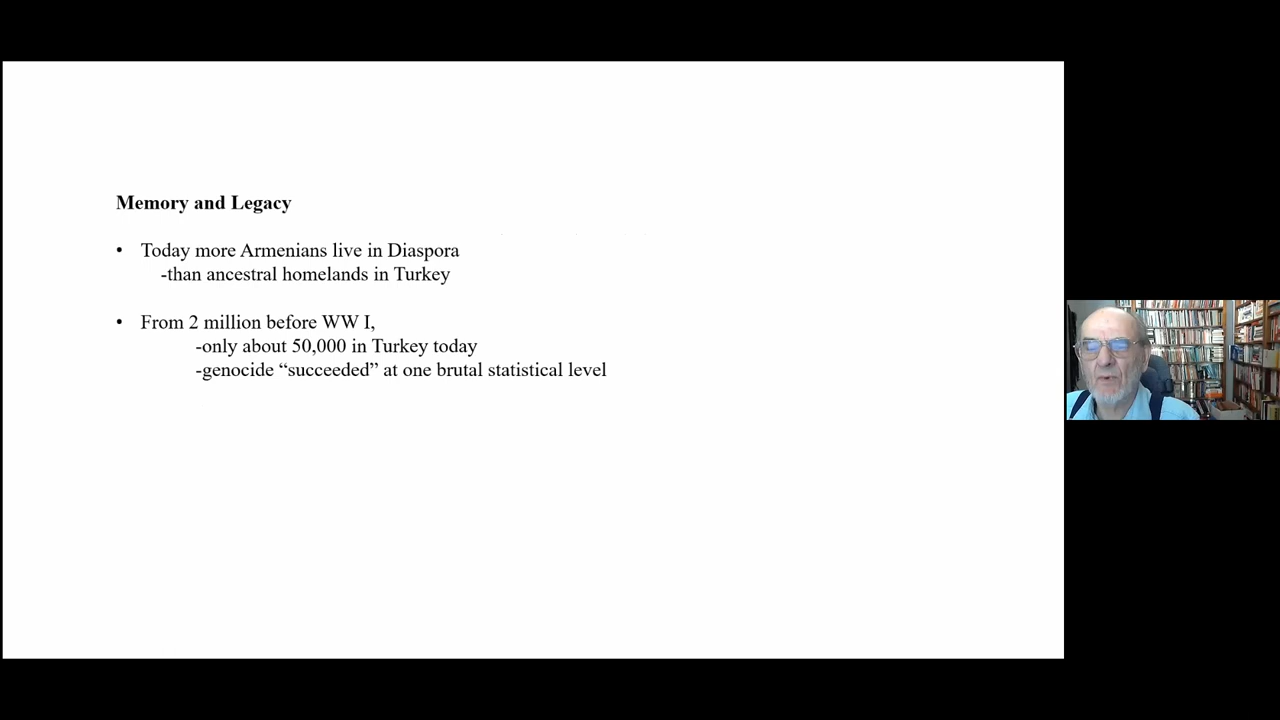 Memory and Legacy
• Today more Armenians live in Diaspora
-than ancestral homelands in Turkey
• From 2 million before WW I,
-only about 50,000 in Turkey today
-genocide “succeeded” at one brutal statistical level